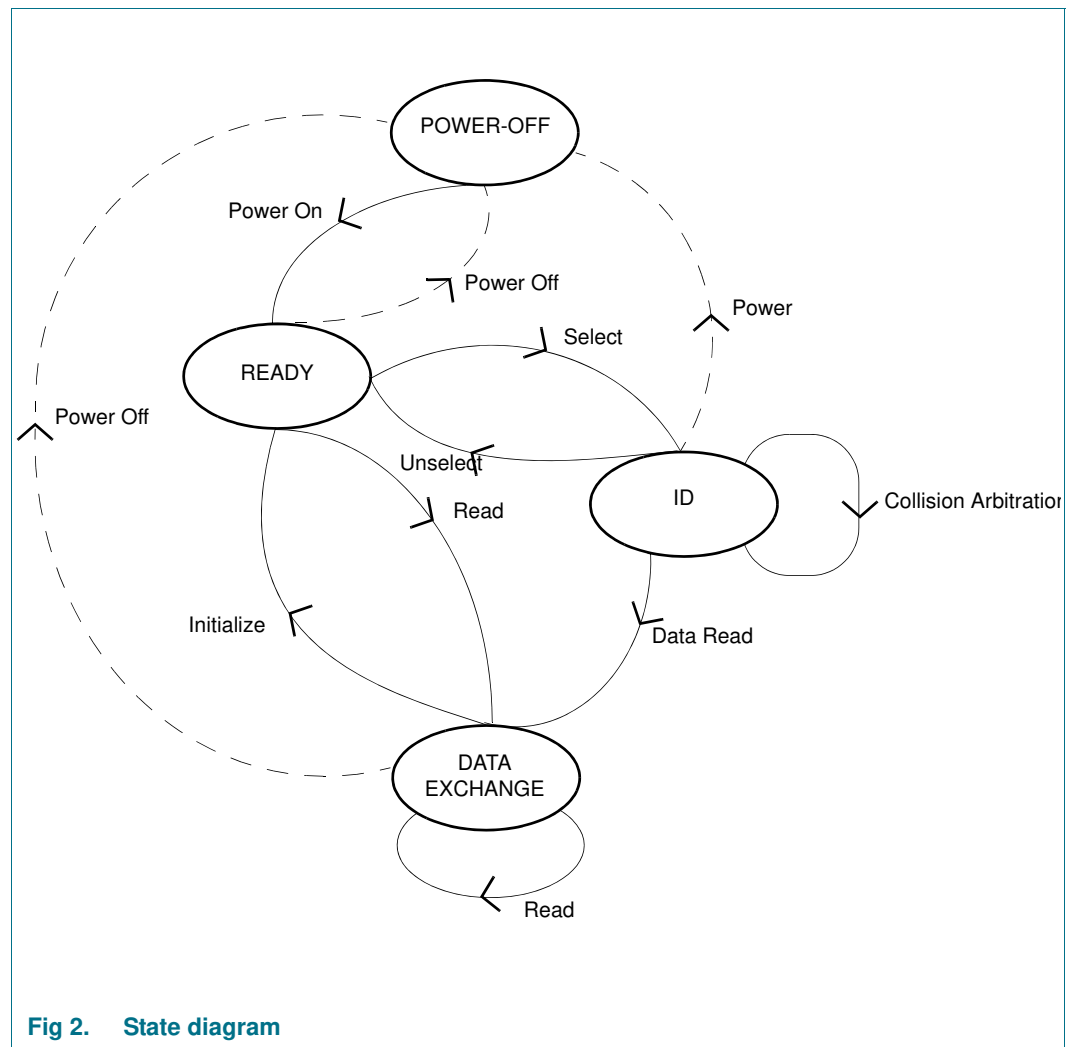 POWER-OFF
Power On
Power Off
Power
Select
READY
Power Off
Unselect
ID
Collision Arbitration
Read
Initialize
Data Read
DATA
EXCHANGE
Read
Fig 2. State diagram